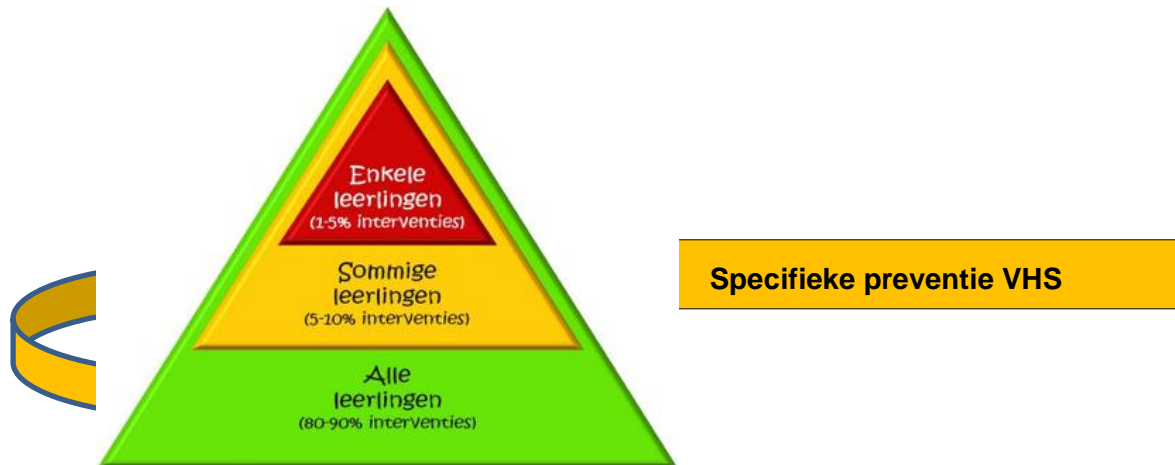 Enkele
leerlingen
(1-5% interventies)
Sommige
leerlingen
(5-10% interventies)
Alle
leerlingen
(80-90% interventies)
Specifieke preventie VHS